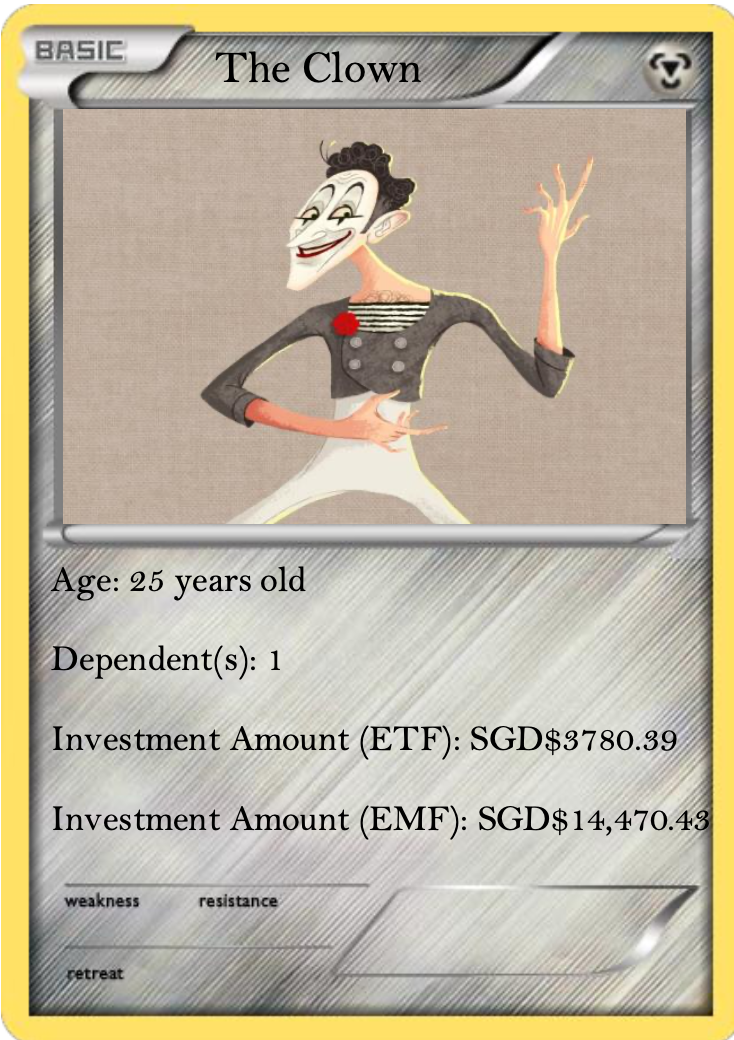 BASIC
The Clown
Age: 25 years old
Dependent(s): 1
Investment Amount (ETF): SGD$3780.39
Investment Amount (EMF): SGD$14,470.43
weakness resistance
retreat